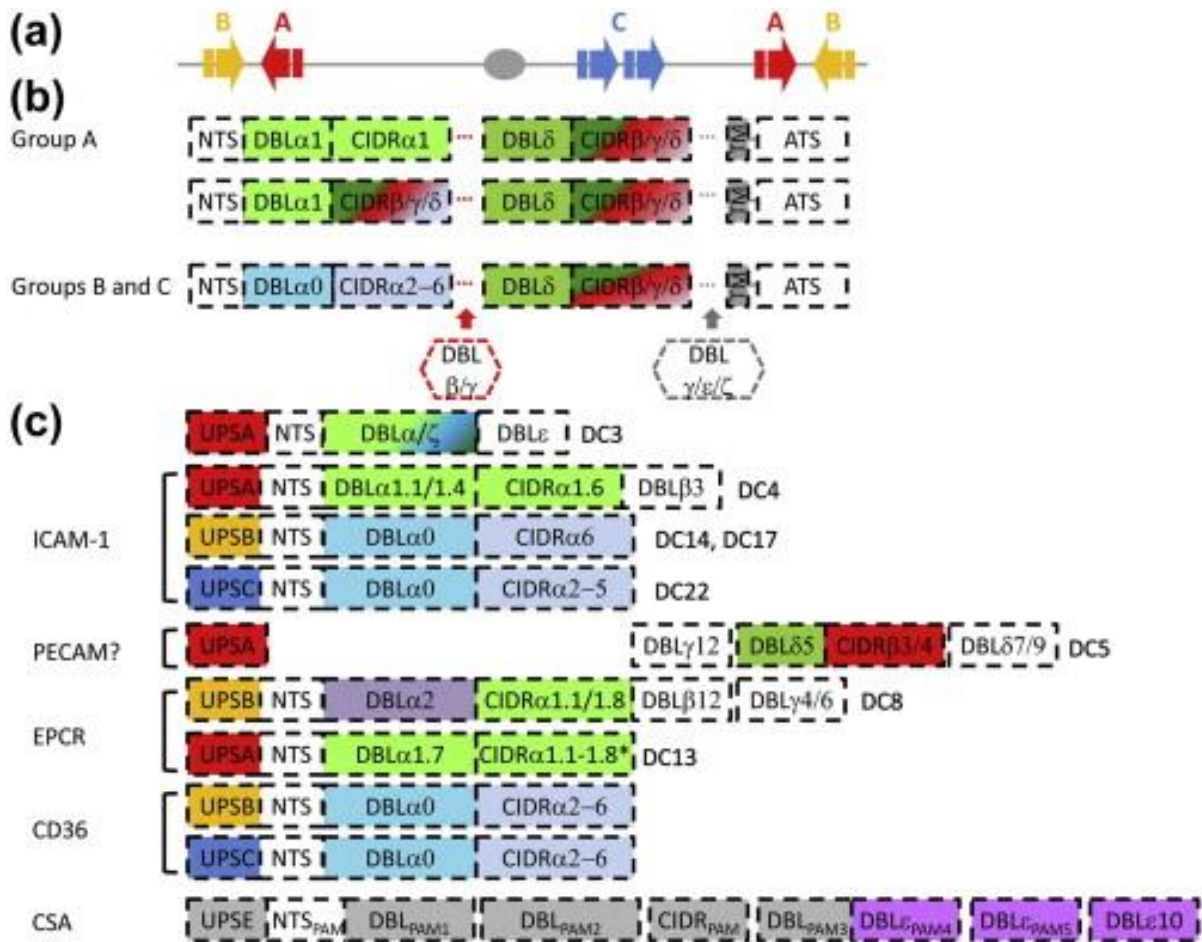 (a)
B A C A B
(b)
Group A NTS DBLα1 CIDRα1 ... DBLδ CIDRβ/γ/δ ... TM ATS
NTS DBLα1 CIDRβ/γ/δ ... DBLδ CIDRβ/γ/δ ... TM ATS
Groups B and C NTS DBLα0 CIDRα2–6 ... DBLδ CIDRβ/γ/δ ... TM ATS
DBL β/γ
DBL γ/ε/ζ
(c)
UPSA NTS DBLα/ζ DBLε DC3
ICAM-1
UPSA NTS DBLα1.1/1.4 CIDRα1.6 DBLβ3 DC4
UPSB NTS DBLα0 CIDRα6 DC14, DC17
UPSC NTS DBLα0 CIDRα2–5 DC22
PECAM? UPSA DBLγ12 DBLδ5 CIDRβ3/4 DBLδ7/9 DC5
EPCR
UPSB NTS DBLα2 CIDRα1.1/1.8 DBLβ12 DBLγ4/6 DC8
UPSA NTS DBLα1.7 CIDRα1.1-1.8* DC13
CD36
UPSB NTS DBLα0 CIDRα2–6
UPSC NTS DBLα0 CIDRα2–6
CSA UPSE NTSPAM DBLPAM1 DBLPAM2 CIDRPAM DBLPAM3 DBLεPAM4 DBLεPAM5 DBLε10